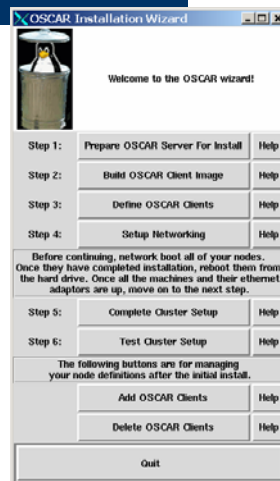 OSCAR Installation Wizard
Welcome to the OSCAR wizard!
Step 1: Prepare OSCAR Server For Install Help
Step 2: Build OSCAR Client Image Help
Step 3: Define OSCAR Clients Help
Step 4: Setup Networking Help
Before continuing, network boot all of your nodes.
Once they have completed installation, reboot them from
the hard drive. Once all the machines and their ethernet
adaptors are up, move on to the next step.
Step 5: Complete Cluster Setup Help
Step 6: Test Cluster Setup Help
The following buttons are for managing
your node definitions after the initial install.
Add OSCAR Clients Help
Delete OSCAR Clients Help
Quit